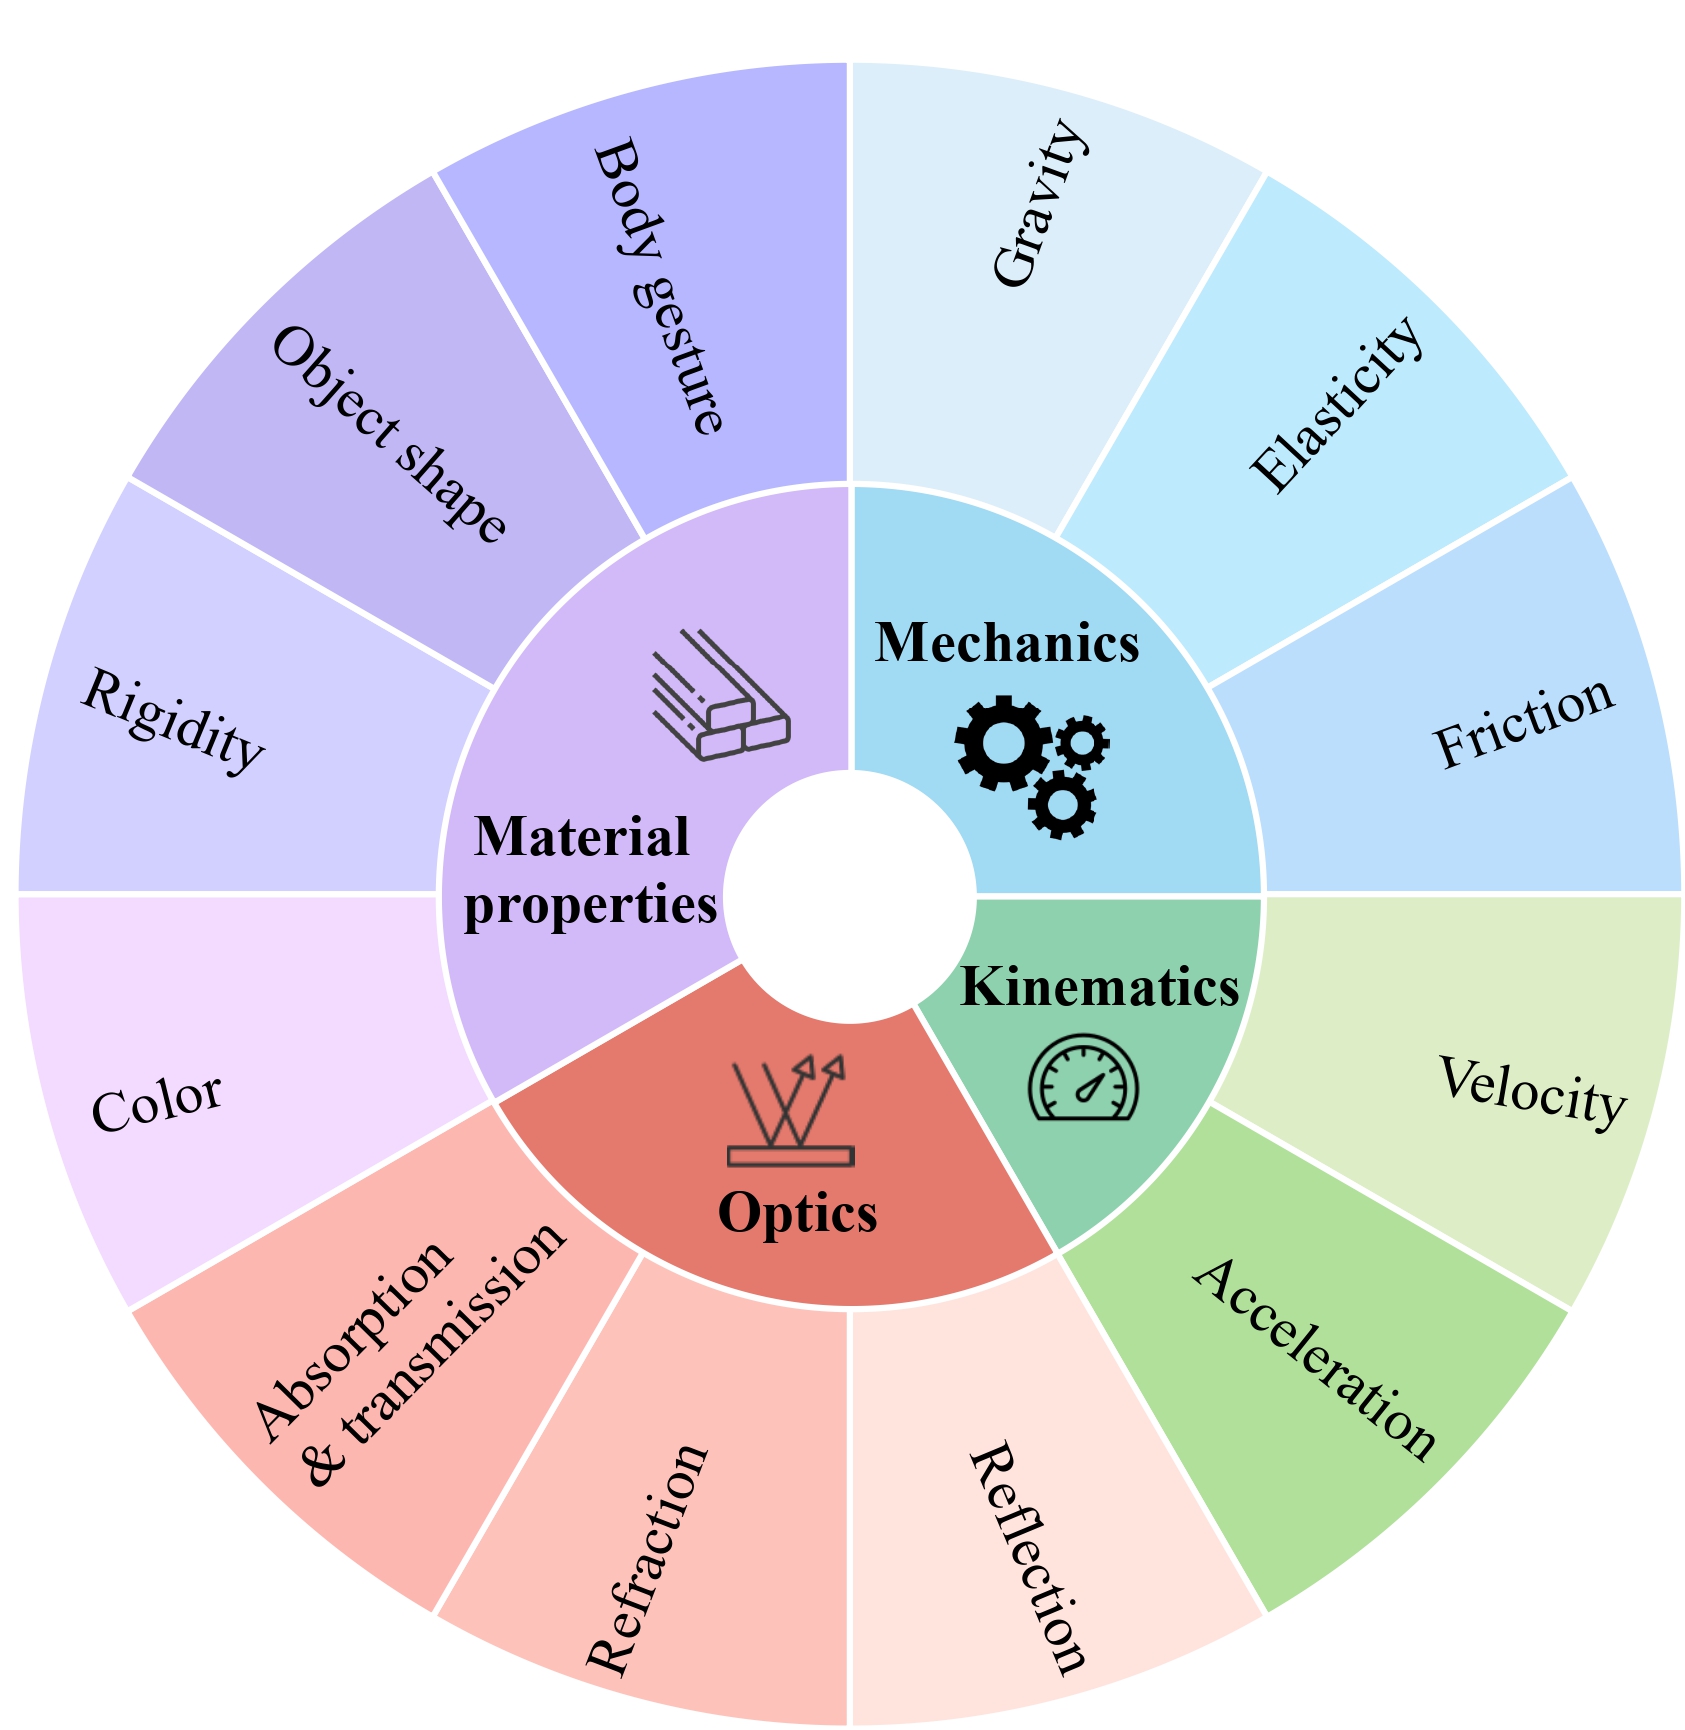 Body gesture
Gravity
Object shape
Elasticity
Rigidity
Friction
Mechanics
Material
properties
Kinematics
Optics
Color
Velocity
Absorption
& transmission
Acceleration
Refraction
Reflection